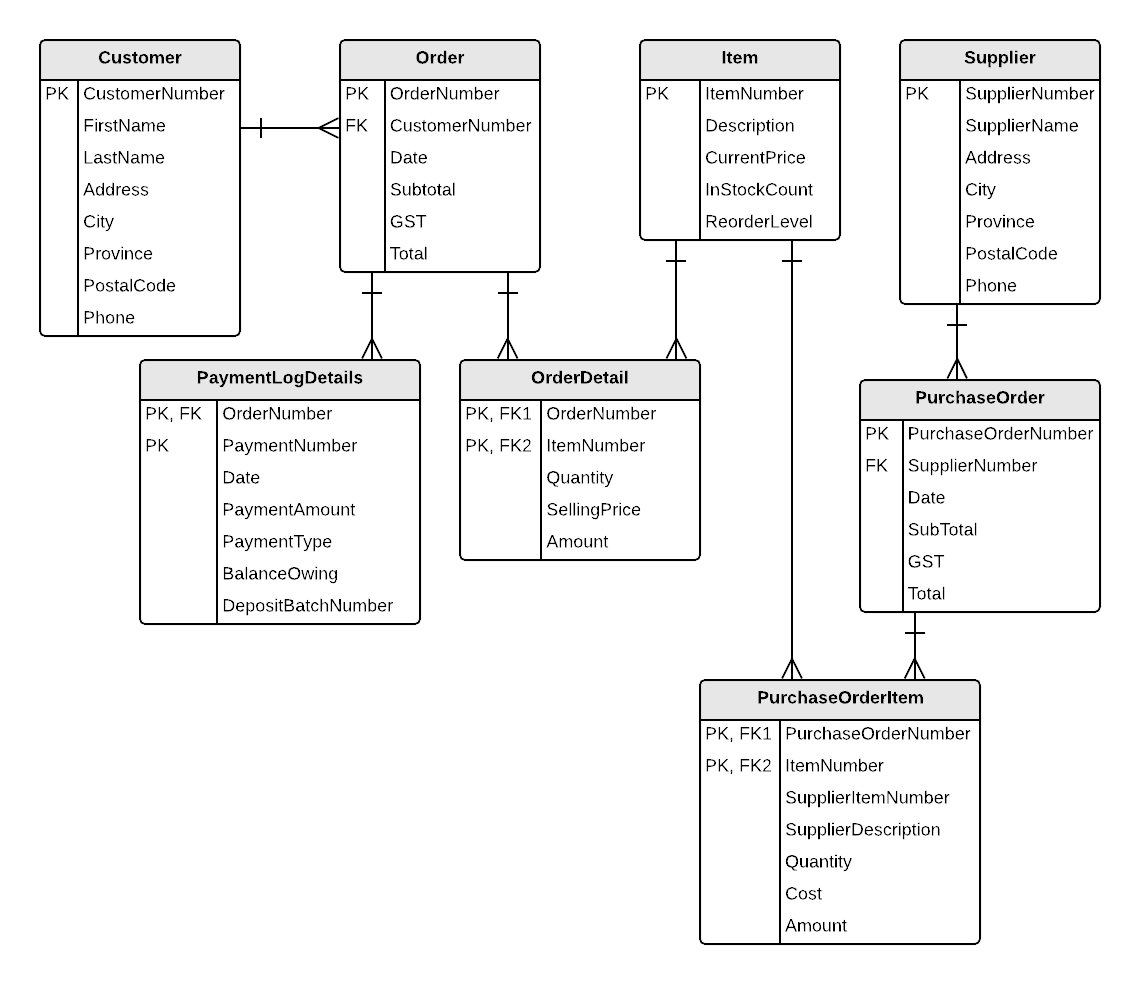 Customer
PK CustomerNumber
FirstName
LastName
Address
City
Province
PostalCode
Phone
Order
PK OrderNumber
FK CustomerNumber
Date
Subtotal
GST
Total
Item
PK ItemNumber
Description
CurrentPrice
InStockCount
ReorderLevel
Supplier
PK SupplierNumber
SupplierName
Address
City
Province
PostalCode
Phone
PaymentLogDetails
PK, FK OrderNumber
PK PaymentNumber
Date
PaymentAmount
PaymentType
BalanceOwing
DepositBatchNumber
OrderDetail
PK, FK1 OrderNumber
PK, FK2 ItemNumber
Quantity
SellingPrice
Amount
PurchaseOrder
PK PurchaseOrderNumber
FK SupplierNumber
Date
SubTotal
GST
Total
PurchaseOrderItem
PK, FK1 PurchaseOrderNumber
PK, FK2 ItemNumber
SupplierItemNumber
SupplierDescription
Quantity
Cost
Amount